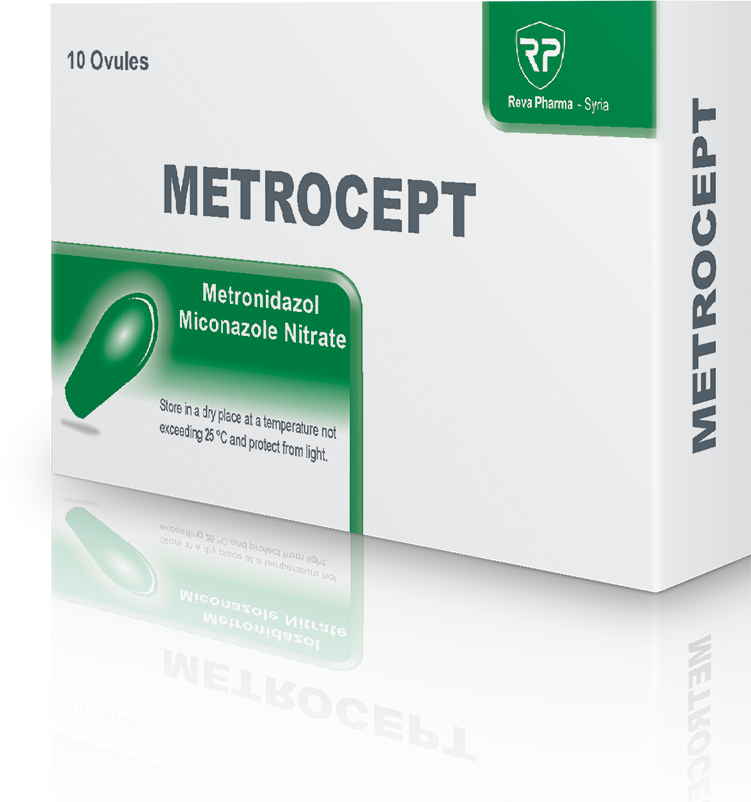 10 Ovules
RP
Reva Pharma - Syria
METROCEPT
METROCEPT
Metronidazol
Miconazole Nitrate
Store in a dry place at a temperature not
exceeding 25 °C and protect from light.